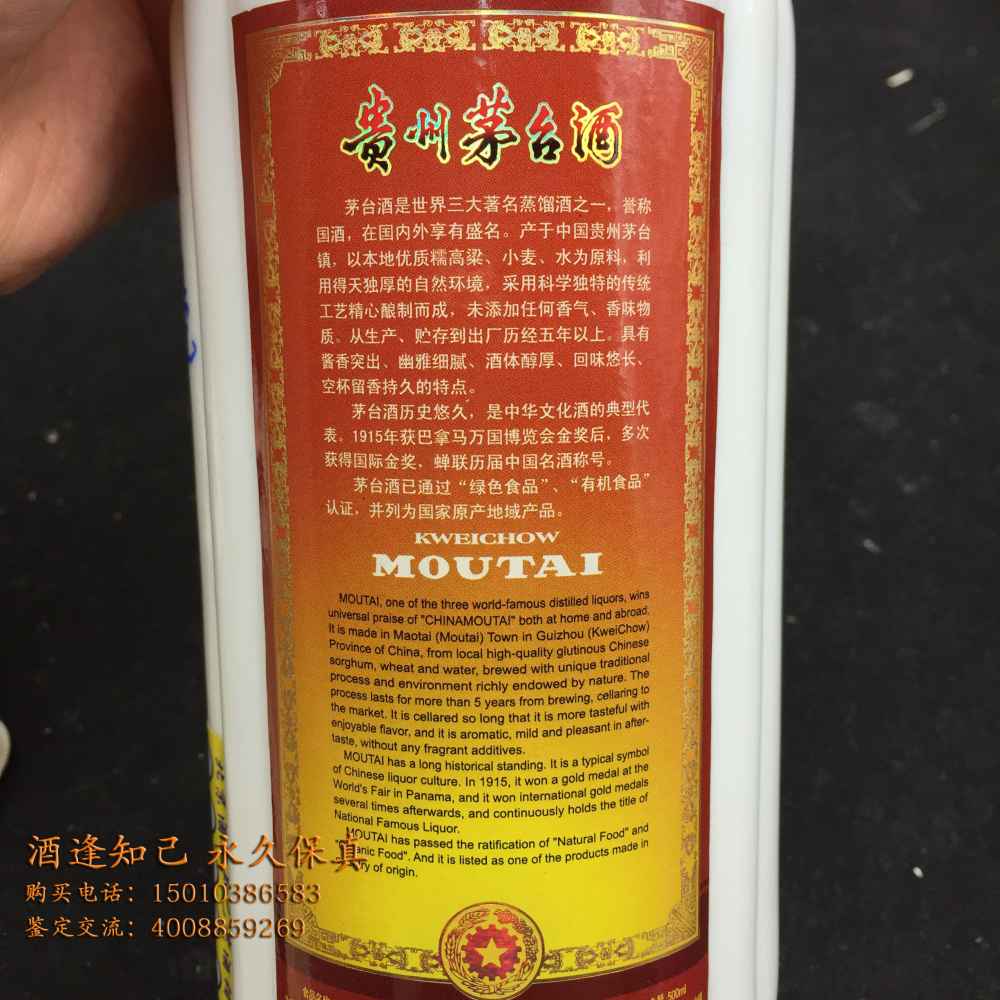 贵州茅台酒
茅台酒是世界三大著名蒸馏酒之一，誉称
国酒，在国内外享有盛名。产于中国贵州茅台
镇，以本地优质糯高粱、小麦、水为原料，利
用得天独厚的自然环境，采用科学独特的传统
工艺精心酿制而成，未添加任何香气、香味物
质。从生产、贮存到出厂历经五年以上。具有
酱香突出、幽雅细腻、酒体醇厚、回味悠长、
空杯留香持久的特点。
茅台酒历史悠久，是中华文化酒的典型代
表。1915年获巴拿马万国博览会金奖后，多次
获得国际金奖，蝉联历届中国名酒称号。
茅台酒已通过“绿色食品”、“有机食品”
认证，并列为国家原产地域产品。
KWEICHOW
MOUTAI
MOUTAI, one of the three world-famous distilled liquors, wins
universal praise of "CHINAMOUTAI" both at home and abroad.
It is made in Maotai (Moutai) Town in Guizhou (KweiChow)
Province of China, from local high-quality glutinous Chinese
sorghum, wheat and water, brewed with unique traditional
process and environment richly endowed by nature. The
process lasts for more than 5 years from brewing, cellaring to
the market. It is cellared so long that it is more tasteful with
enjoyable flavor, and it is aromatic, mild and pleasant in after-
taste, without any fragrant additives.
MOUTAI has a long historical standing. It is a typical symbol
of Chinese liquor culture. In 1915, it won a gold medal at the
World's Fair in Panama, and it won international gold medals
several times afterwards, and continuously holds the title of
National Famous Liquor.
MOUTAI has passed the ratification of "Natural Food" and
anic Food". And it is listed as one of the products made in
ry of origin.
酒逢知己 永久保真
购买电话：15010386583
鉴定交流：4008859269
500ml